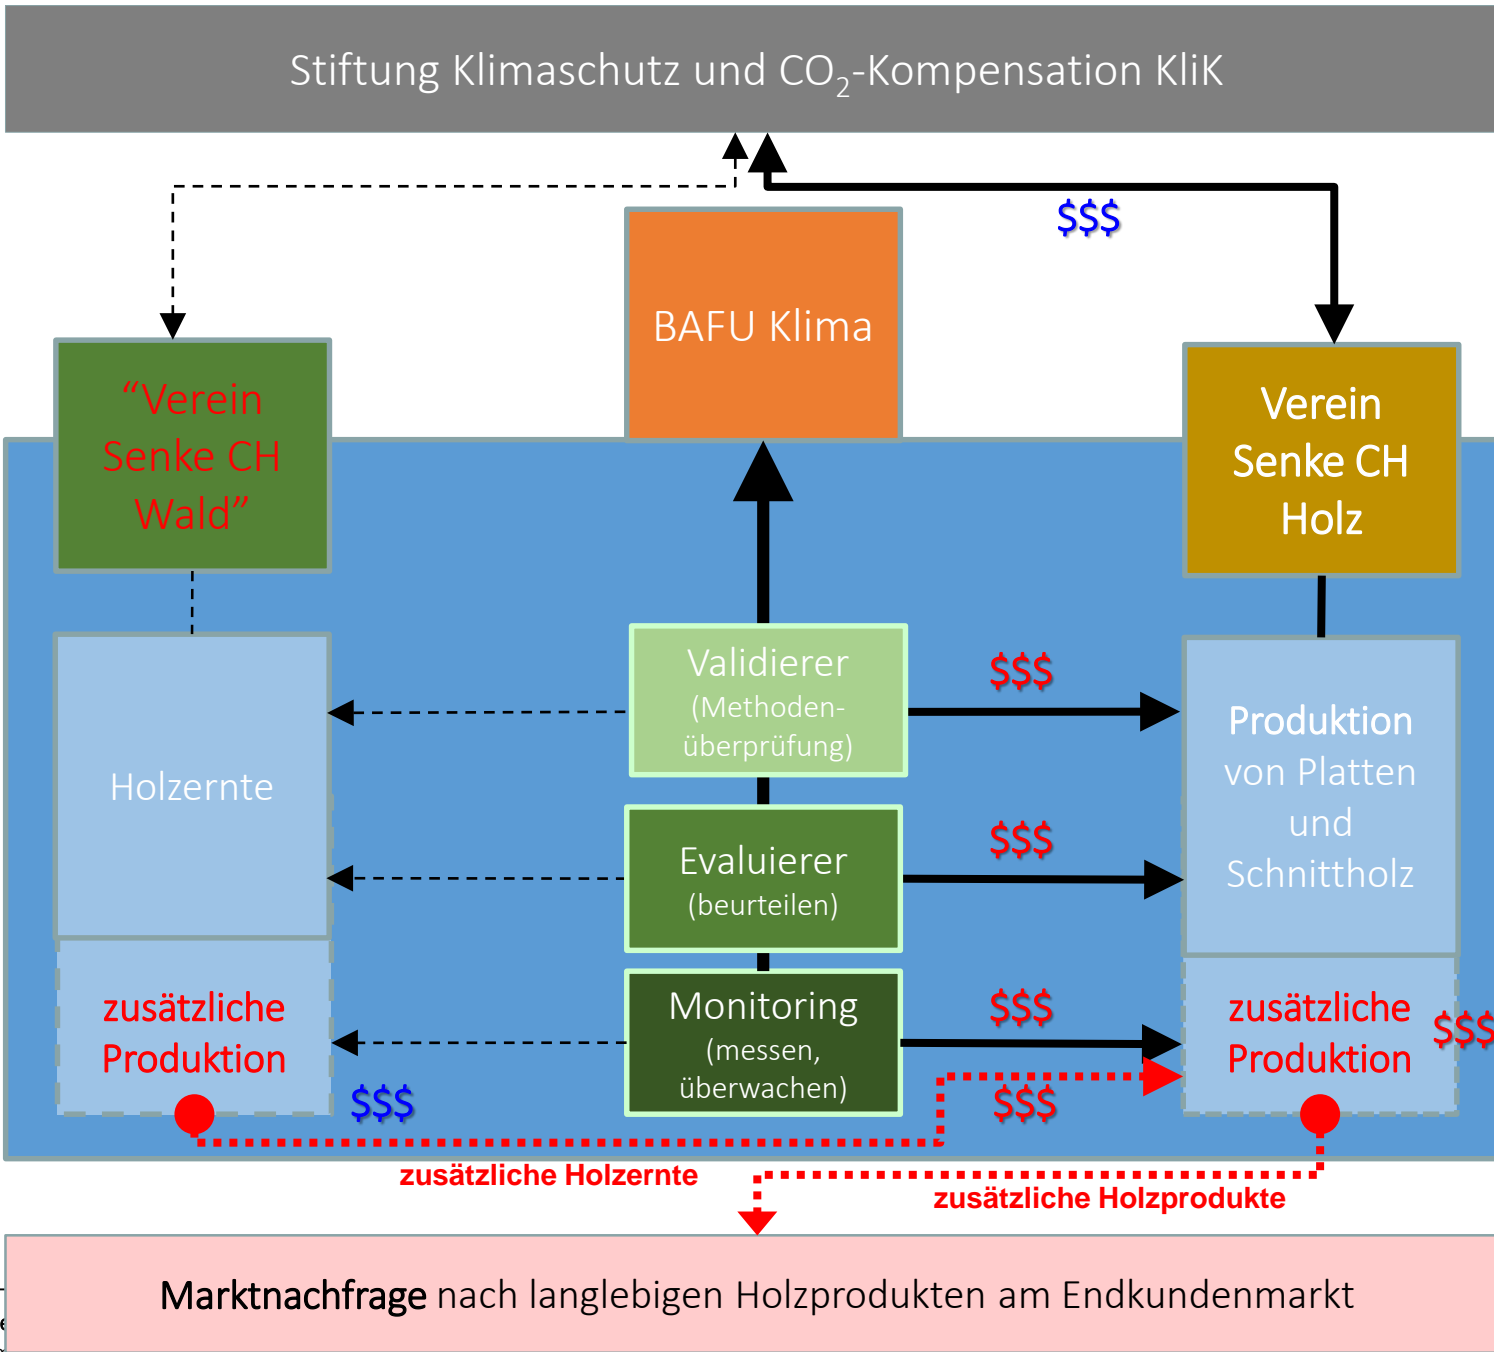 Stiftung Klimaschutz und CO₂-Kompensation KliK
$$$
BAFU Klima
“Verein
Senke CH
Wald”
Verein
Senke CH
Holz
Validierer
(Methoden-
überprüfung)
$$$
Holzernte
Produktion
von Platten
und
Schnittholz
Evaluierer
(beurteilen)
$$$
zusätzliche
Produktion
$$$
Monitoring
(messen,
überwachen)
$$$
$$$
zusätzliche
Produktion
$$$
zusätzliche Holzernte
zusätzliche Holzprodukte
Marktnachfrage nach langlebigen Holzprodukten am Endkundenmarkt